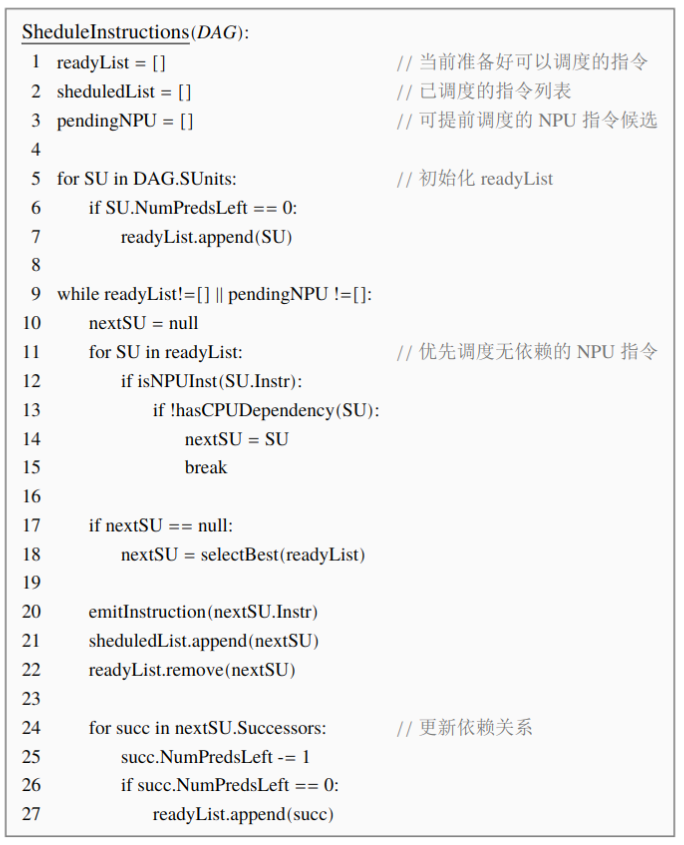 SheduleInstructions(DAG):
1 readyList = [] // 当前准备好可以调度的指令
2 sheduledList = [] // 已调度的指令列表
3 pendingNPU = [] // 可提前调度的 NPU 指令候选
4
5 for SU in DAG.SUnits: // 初始化 readyList
6 if SU.NumPredsLeft == 0:
7 readyList.append(SU)
8
9 while readyList!=[] || pendingNPU !=[]:
10 nextSU = null
11 for SU in readyList: // 优先调度无依赖的 NPU 指令
12 if isNPUInst(SU.Instr):
13 if !hasCPUDependency(SU):
14 nextSU = SU
15 break
16
17 if nextSU == null:
18 nextSU = selectBest(readyList)
19
20 emitInstruction(nextSU.Instr)
21 sheduledList.append(nextSU)
22 readyList.remove(nextSU)
23
24 for succ in nextSU.Successors: // 更新依赖关系
25 succ.NumPredsLeft -= 1
26 if succ.NumPredsLeft == 0:
27 readyList.append(succ)